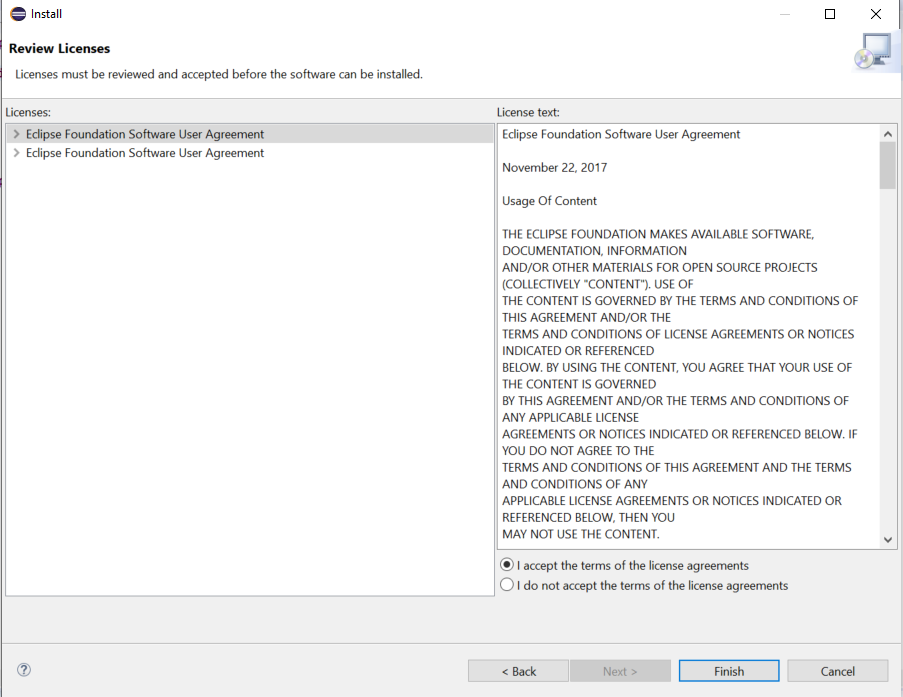 Install
Review Licenses
Licenses must be reviewed and accepted before the software can be installed.
Licenses:
Eclipse Foundation Software User Agreement
Eclipse Foundation Software User Agreement
License text:
Eclipse Foundation Software User Agreement
November 22, 2017
Usage Of Content
THE ECLIPSE FOUNDATION MAKES AVAILABLE SOFTWARE,
DOCUMENTATION, INFORMATION
AND/OR OTHER MATERIALS FOR OPEN SOURCE PROJECTS
(COLLECTIVELY "CONTENT"). USE OF
THE CONTENT IS GOVERNED BY THE TERMS AND CONDITIONS OF
THIS AGREEMENT AND/OR THE
TERMS AND CONDITIONS OF LICENSE AGREEMENTS OR NOTICES
INDICATED OR REFERENCED
BELOW. BY USING THE CONTENT, YOU AGREE THAT YOUR USE OF
THE CONTENT IS GOVERNED
BY THIS AGREEMENT AND/OR THE TERMS AND CONDITIONS OF
ANY APPLICABLE LICENSE
AGREEMENTS OR NOTICES INDICATED OR REFERENCED BELOW. IF
YOU DO NOT AGREE TO THE
TERMS AND CONDITIONS OF THIS AGREEMENT AND THE TERMS
AND CONDITIONS OF ANY
APPLICABLE LICENSE AGREEMENTS OR NOTICES INDICATED OR
REFERENCED BELOW, THEN YOU
MAY NOT USE THE CONTENT.
I accept the terms of the license agreements
I do not accept the terms of the license agreements
?
< Back
Next >
Finish
Cancel